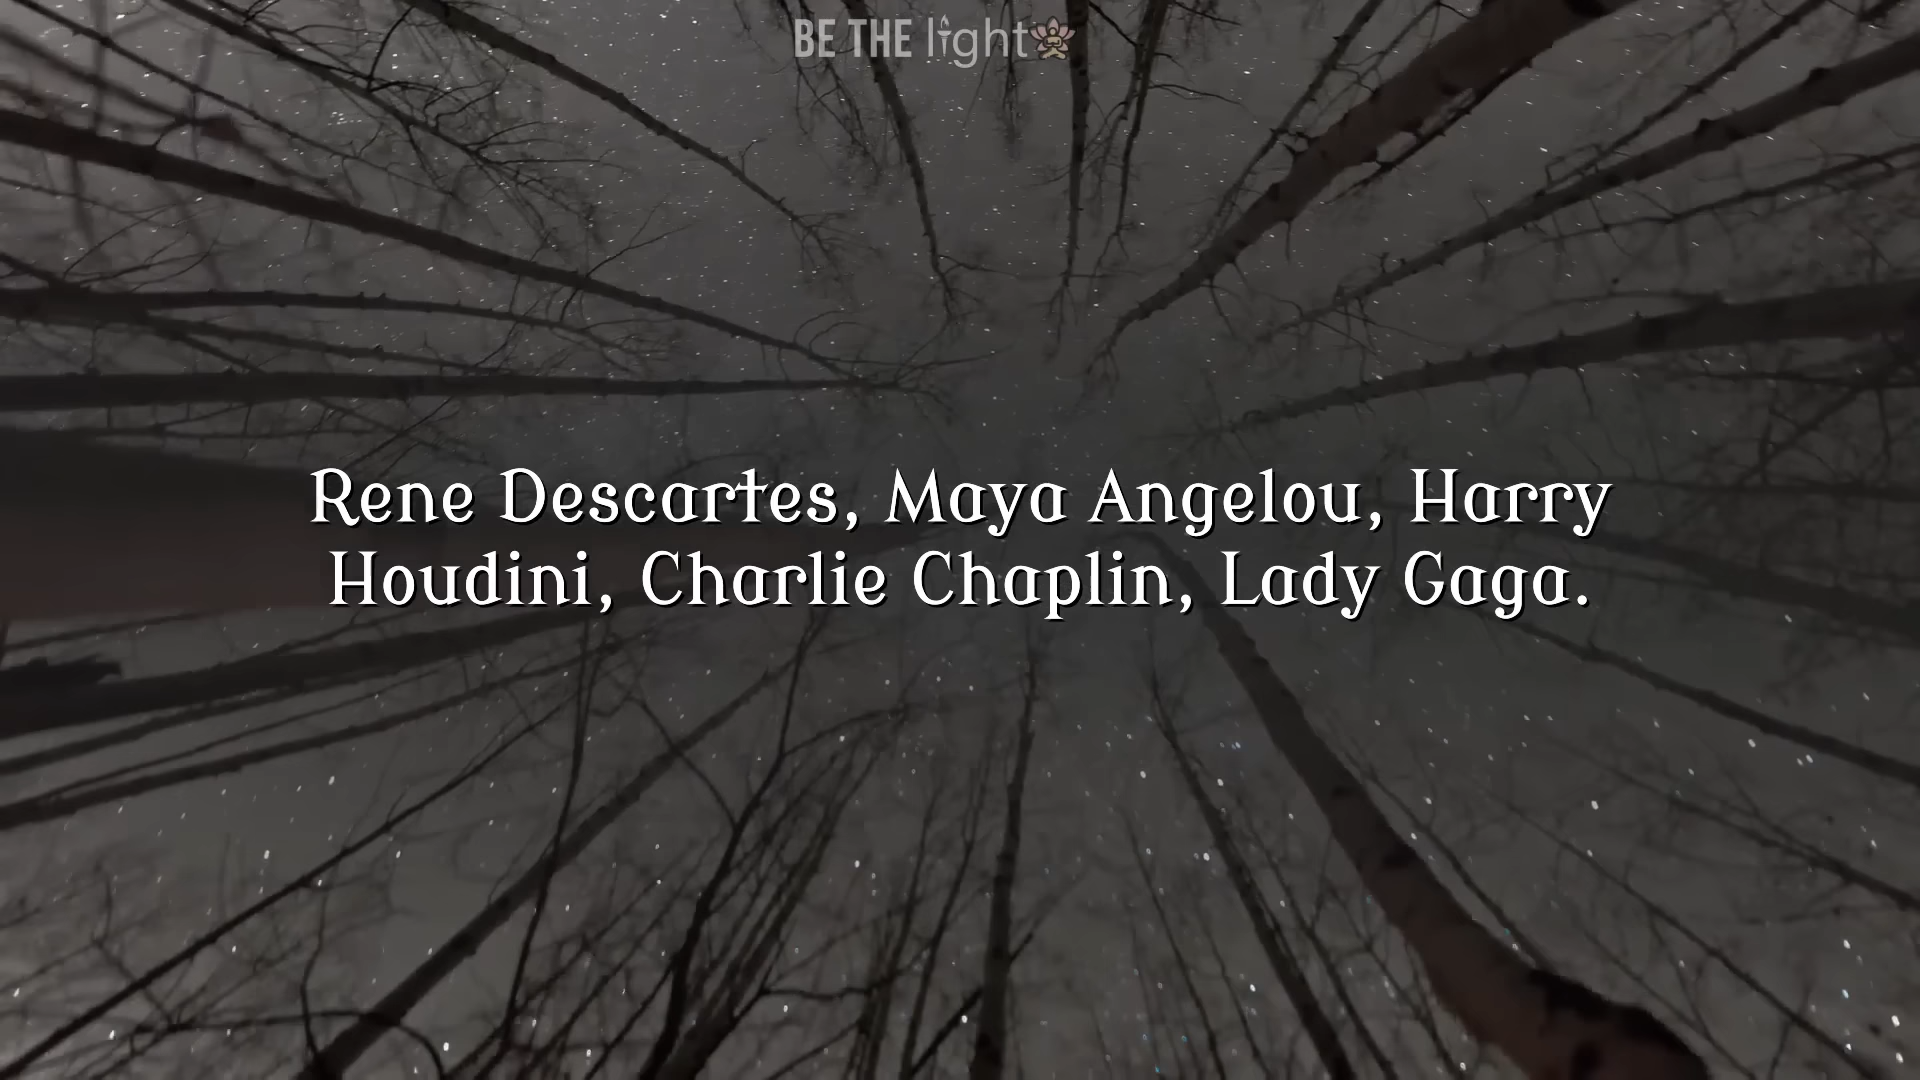 BE THE light
Rene Descartes, Maya Angelou, Harry
Houdini, Charlie Chaplin, Lady Gaga.